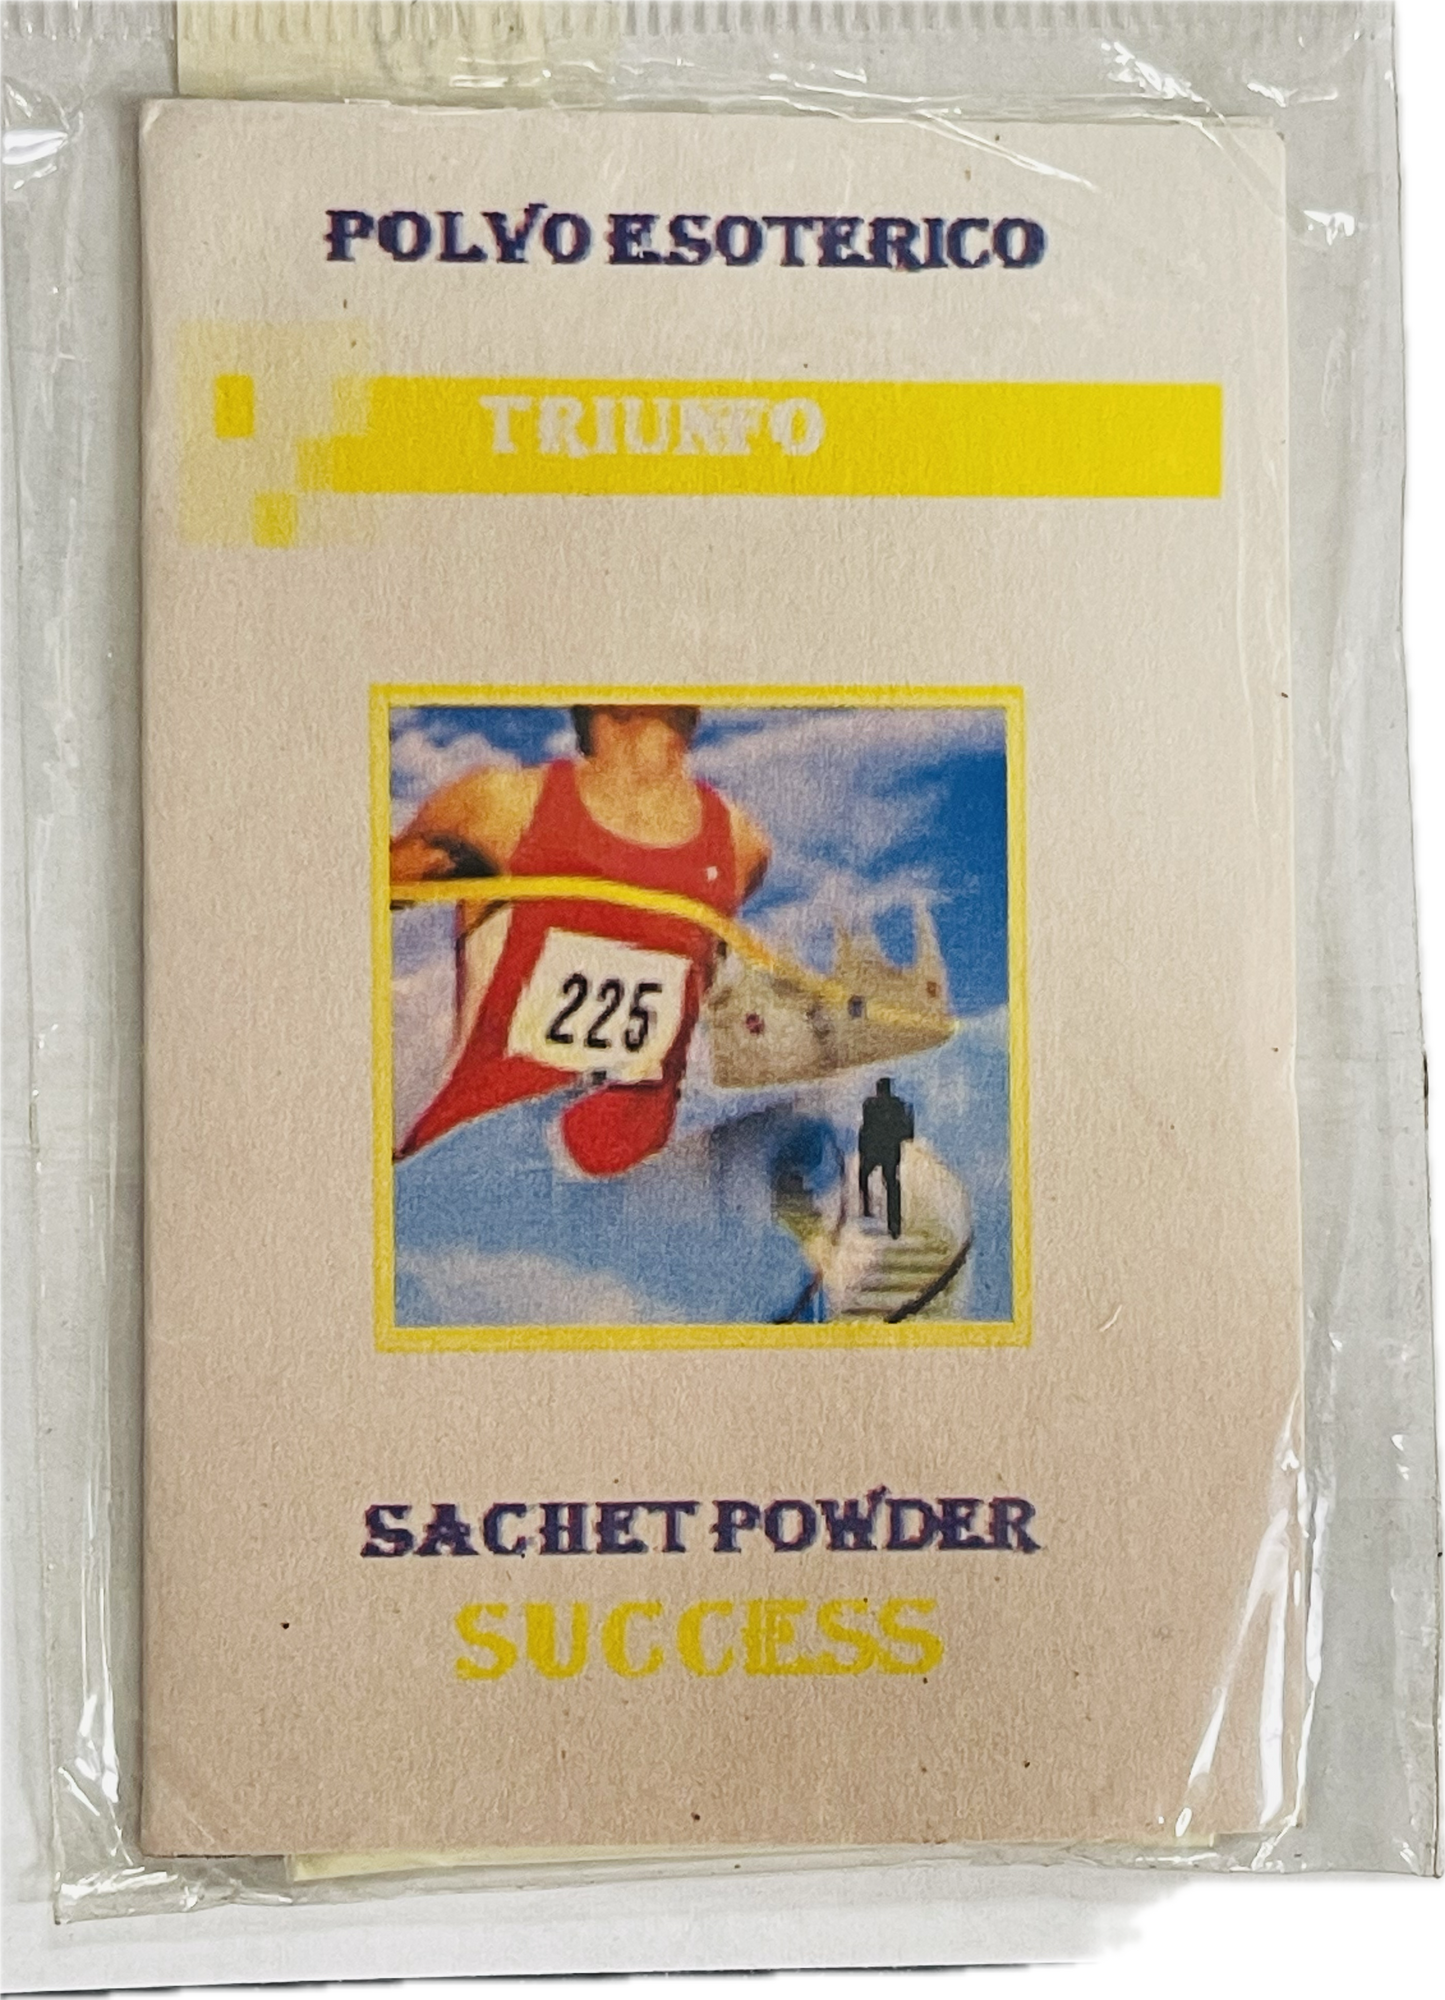 POLVO ESOTERICO
TRIUNFO
225
SACHET POWDER
SUCCESS